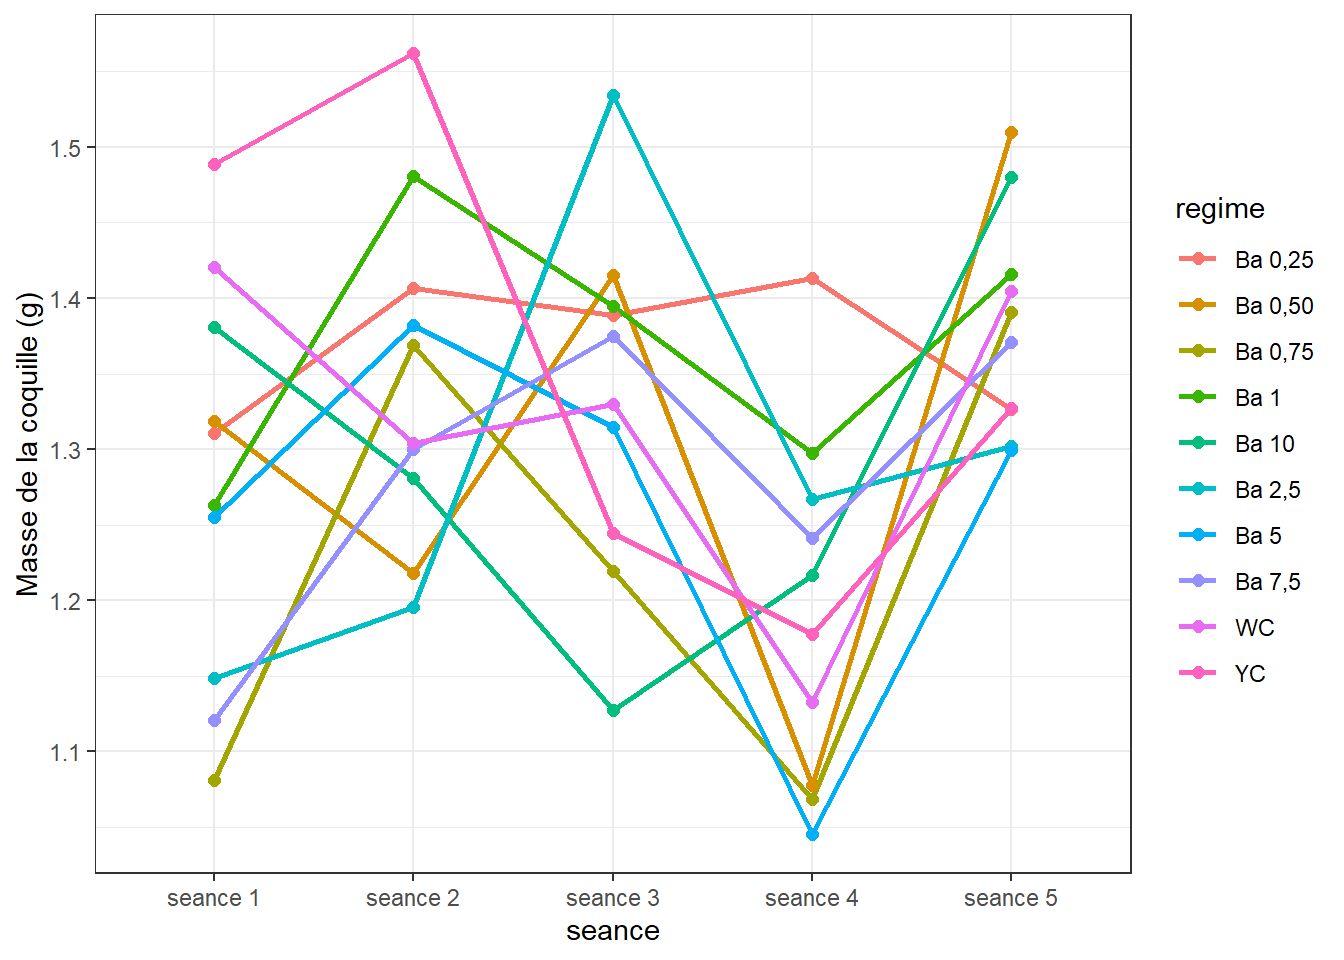 Masse de la coquille (g)
1.5
1.4
1.3
1.2
1.1
seance 1
seance 2
seance 3
seance 4
seance 5
seance
regime
Ba 0,25
Ba 0,50
Ba 0,75
Ba 1
Ba 10
Ba 2,5
Ba 5
Ba 7,5
WC
YC